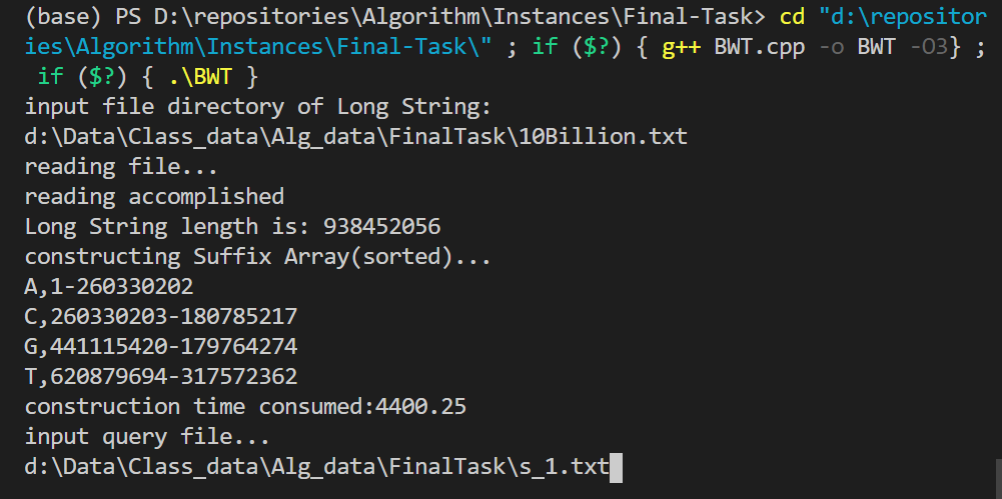 (base) PS D:\repositories\Algorithm\Instances\Final-Task> cd "d:\repositor
ies\Algorithm\Instances\Final-Task\" ; if ($?) { g++ BWT.cpp -o BWT -O3} ;
 if ($?) { .\BWT }
input file directory of Long String:
d:\Data\Class_data\Alg_data\FinalTask\10Billion.txt
reading file...
reading accomplished
Long String length is: 938452056
constructing Suffix Array(sorted)...
A,1-260330202
C,260330203-180785217
G,441115420-179764274
T,620879694-317572362
construction time consumed:4400.25
input query file...
d:\Data\Class_data\Alg_data\FinalTask\s_1.txt